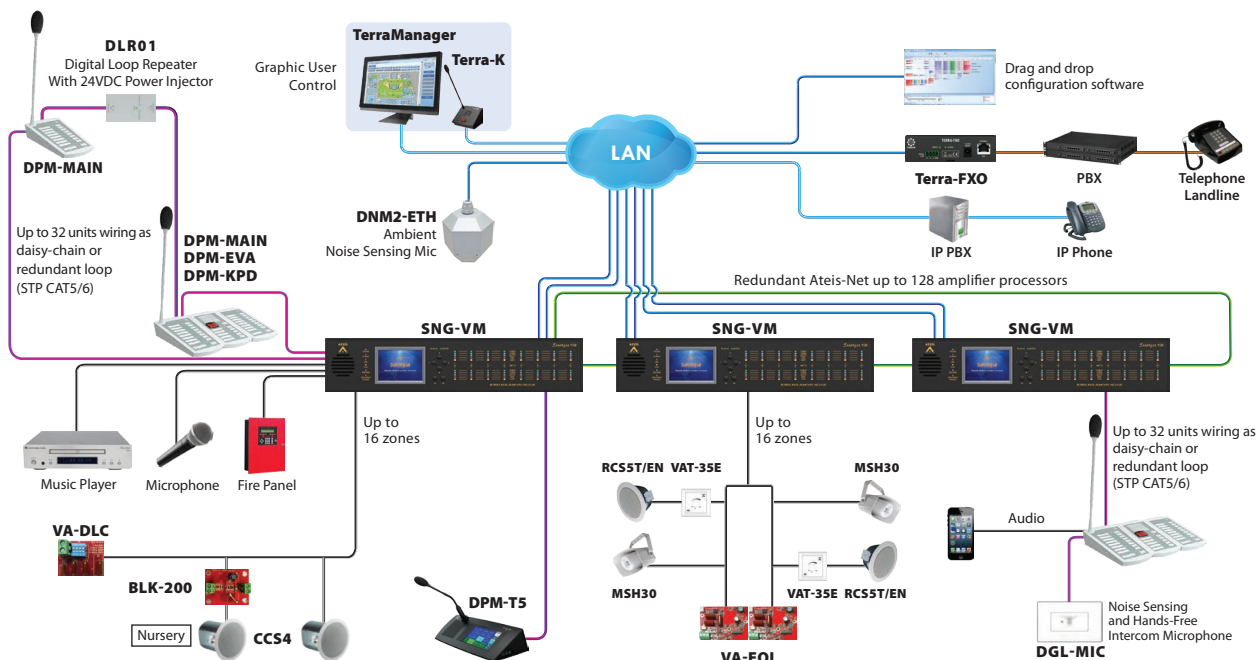 DLR01
Digital Loop Repeater
With 24VDC Power Injector
DPM-MAIN
TerraManager
Terra-K
Graphic User
Control
LAN
Drag and drop
configuration software
Terra-FXO
PBX
Telephone
Landline
IP PBX
IP Phone
DNM2-ETH
Ambient
Noise Sensing Mic
Up to 32 units wiring as
daisy-chain or
redundant loop
(STP CAT5/6)
DPM-MAIN
DPM-EVA
DPM-KPD
Redundant Ateis-Net up to 128 amplifier processors
SNG-VM
SNG-VM
SNG-VM
Music Player
Microphone
Fire Panel
Up to
16 zones
VA-DLC
BLK-200
Nursery
CCS4
DPM-T5
Up to
16 zones
RCS5T/EN
VAT-35E
MSH30
MSH30
VAT-35E
RCS5T/EN
VA-EOL
Up to 32 units wiring as
daisy-chain or
redundant loop
(STP CAT5/6)
Audio
Noise Sensing
and Hands-Free
Intercom Microphone
DGL-MIC